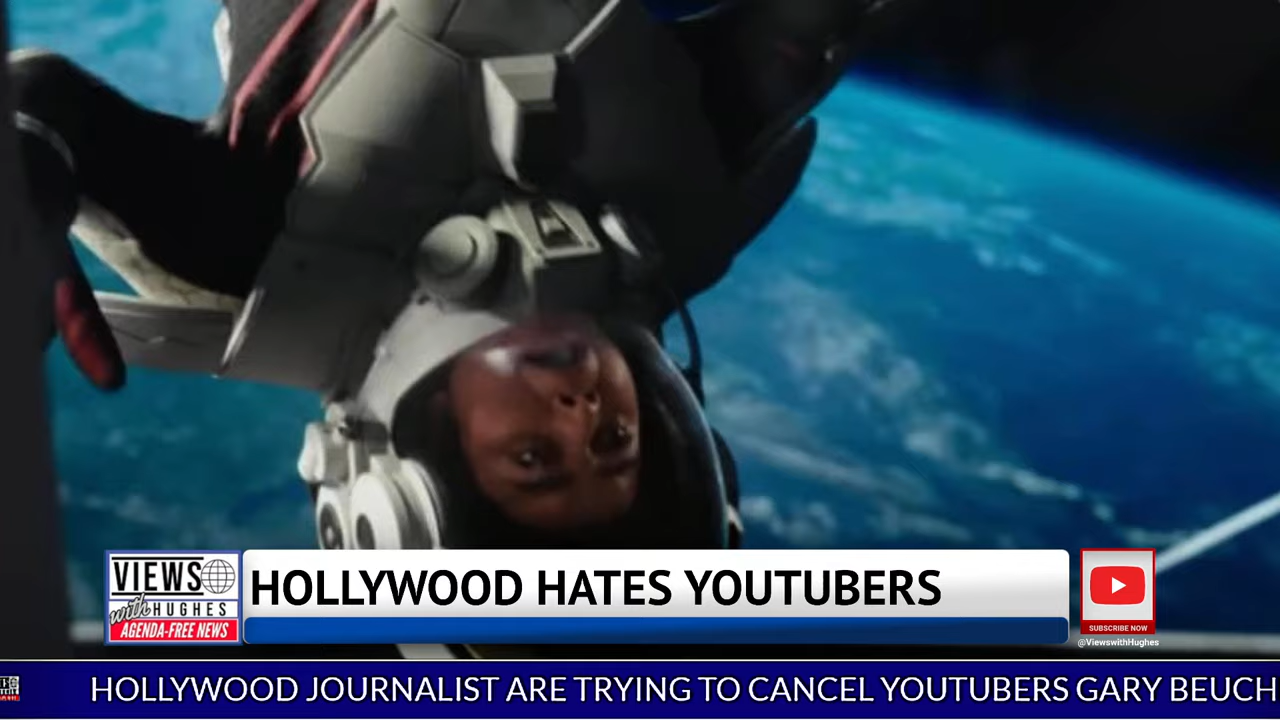 VIEWS
with HUGHES
AGENDA-FREE NEWS
HOLLYWOOD HATES YOUTUBERS
SUBSCRIBE NOW
@ViewswithHughes
HOLLYWOOD JOURNALIST ARE TRYING TO CANCEL YOUTUBERS GARY BEUCH